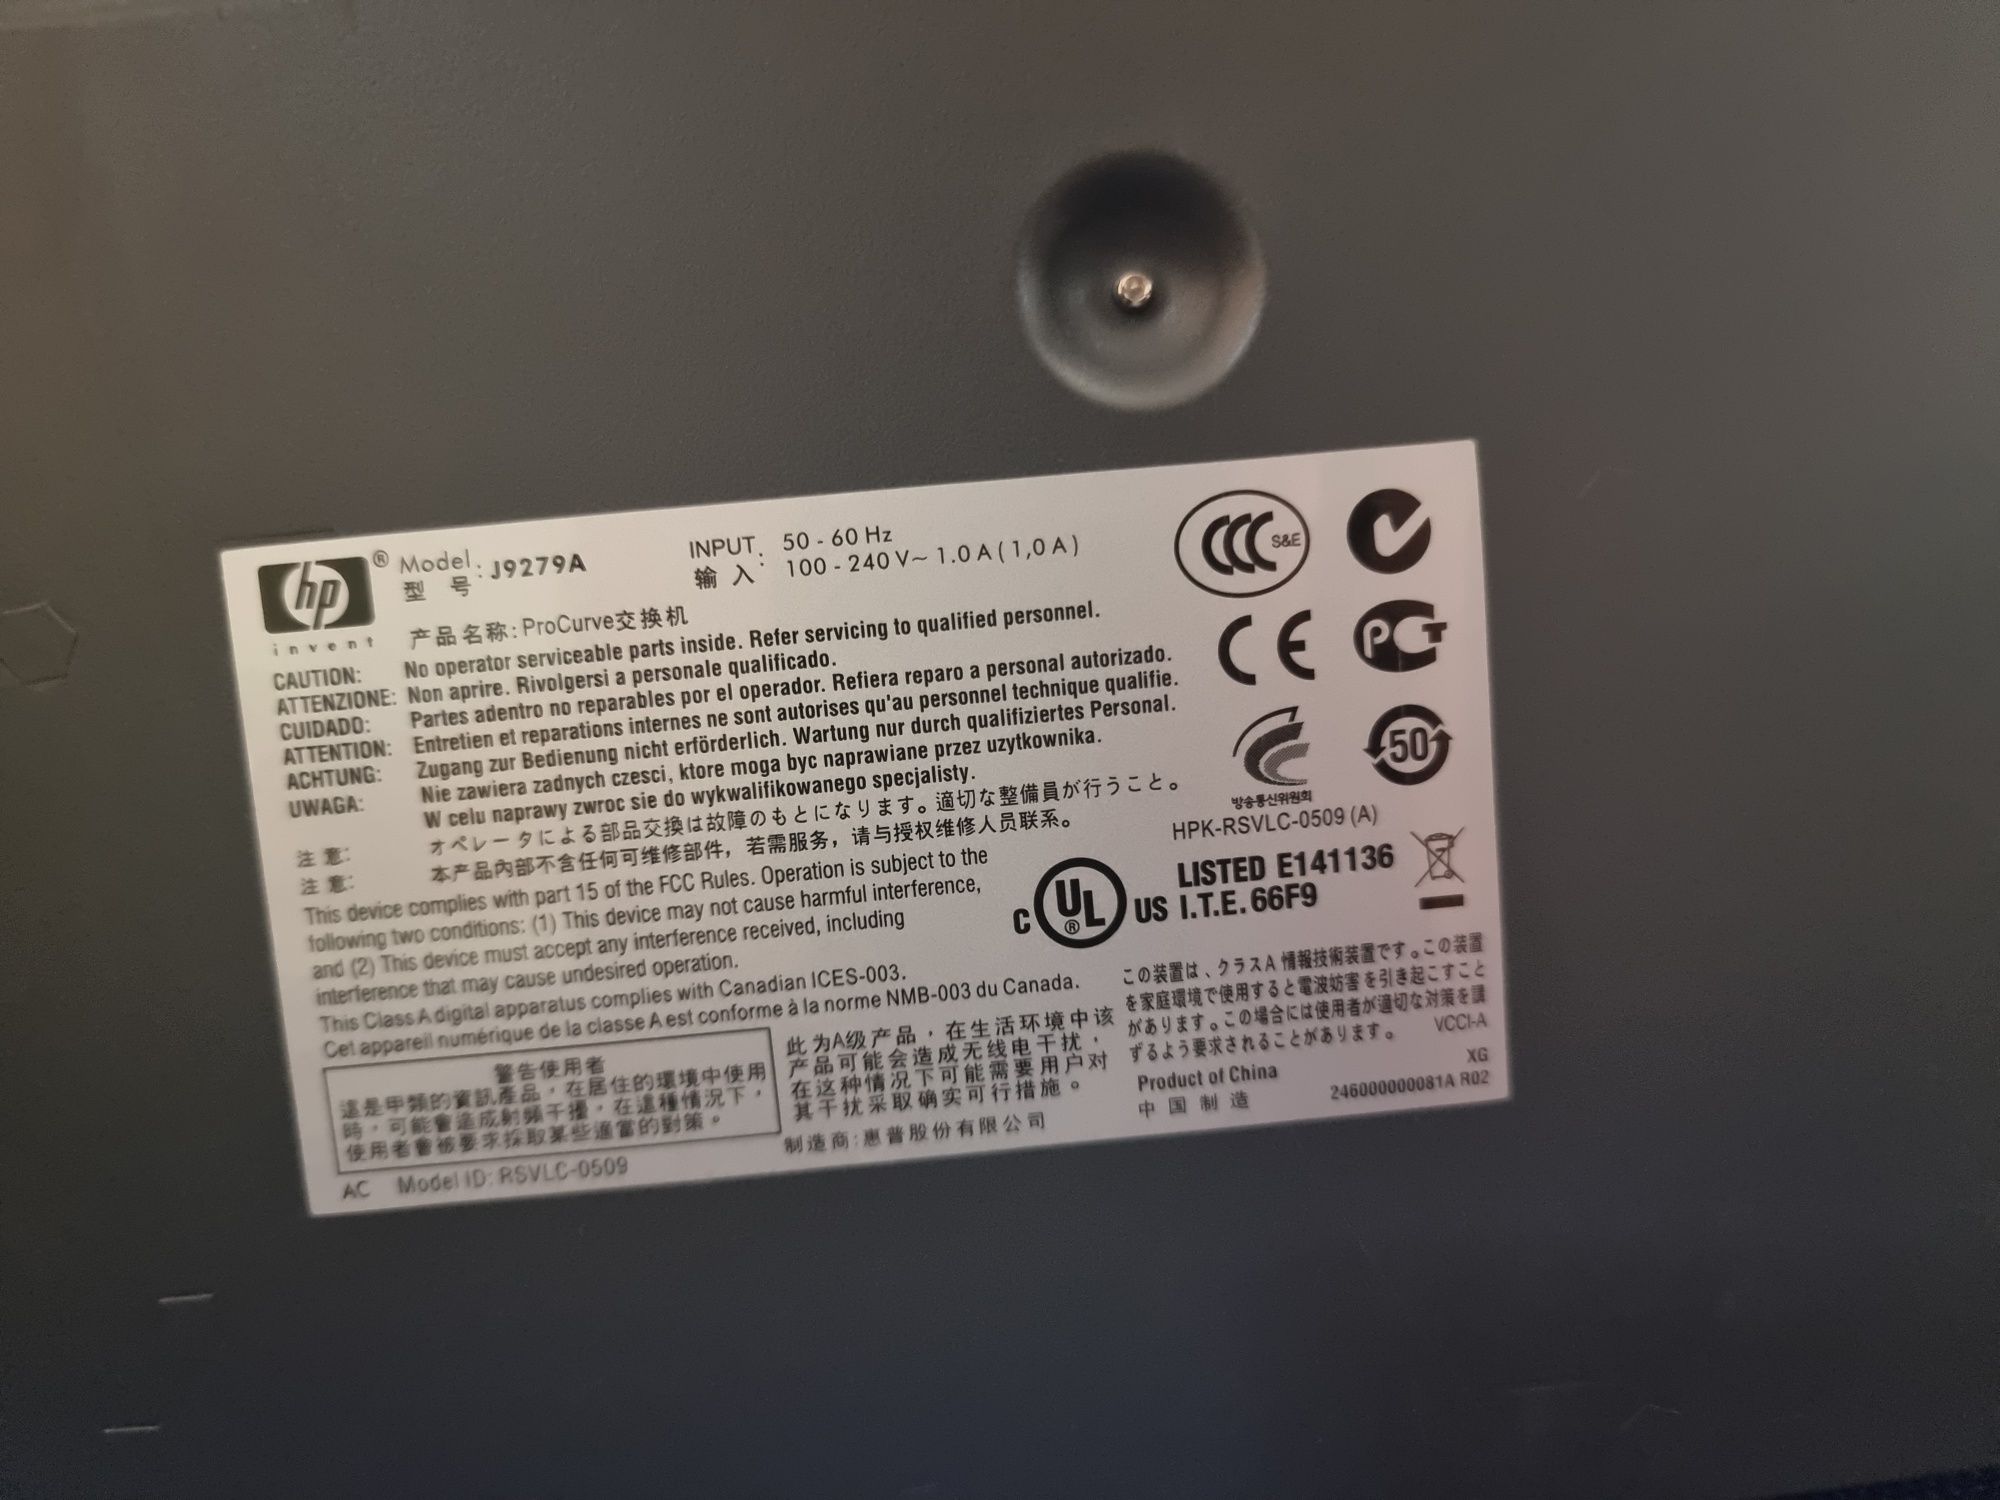 hp ®
invent
Model. J9279A
型 号:
INPUT. 50 - 60 Hz
输 入: 100 - 240 V~ 1.0 A ( 1,0 A )
产品名称: ProCurve交换机
CAUTION: No operator serviceable parts inside. Refer servicing to qualified personnel.
ATTENZIONE: Non aprire. Rivolgersi a personale qualificado.
CUIDADO: Partes adentro no reparables por el operador. Refiera reparo a personal autorizado.
ATTENTION: Entretien et reparations internes ne sont autorises qu'au personnel technique qualifie.
ACHTUNG: Zugang zur Bedienung nicht erförderlich. Wartung nur durch qualifiziertes Personal.
UWAGA: Nie zawiera zadnych czesci, ktore moga byc naprawiane przez uzytkownika.
W celu naprawy zwroc sie do wykwalifikowanego specjalisty.
注 意: オペレータによる部品交換は故障のもとになります。適切な整備員が行うこと。
注 意: 本产品内部不含任何可维修部件, 若需服务, 请与授权维修人员联系。
This device complies with part 15 of the FCC Rules. Operation is subject to the
following two conditions: (1) This device may not cause harmful interference,
and (2) This device must accept any interference received, including
interference that may cause undesired operation.
This Class A digital apparatus complies with Canadian ICES-003.
Cet appareil numérique de la classe A est conforme à la norme NMB-003 du Canada.
CCC S&E
CE PCT
50
방송통신위원회
HPK-RSVLC-0509 (A)
C UL ® US LISTED E141136
I.T.E. 66F9
警告使用者
這是甲類的資訊產品，在居住的環境中使用
時，可能會造成射頻干擾，在這種情況下，
使用者會被要求採取某些適當的對策。
此为A级产品，在生活环境中该
产品可能会造成无线电干扰，
在这种情况下可能需要用户对
其干扰采取确实可行措施。
制造商:惠普股份有限公司
この装置は、クラスA 情報技術装置です。この装置
を家庭環境で使用すると電波妨害を引き起こすこと
があります。この場合には使用者が適切な対策を講
ずるよう要求されることがあります。 VCCI-A
Product of China XG
中 国 制 造 246000000081A R02
AC Model ID: RSVLC-0509